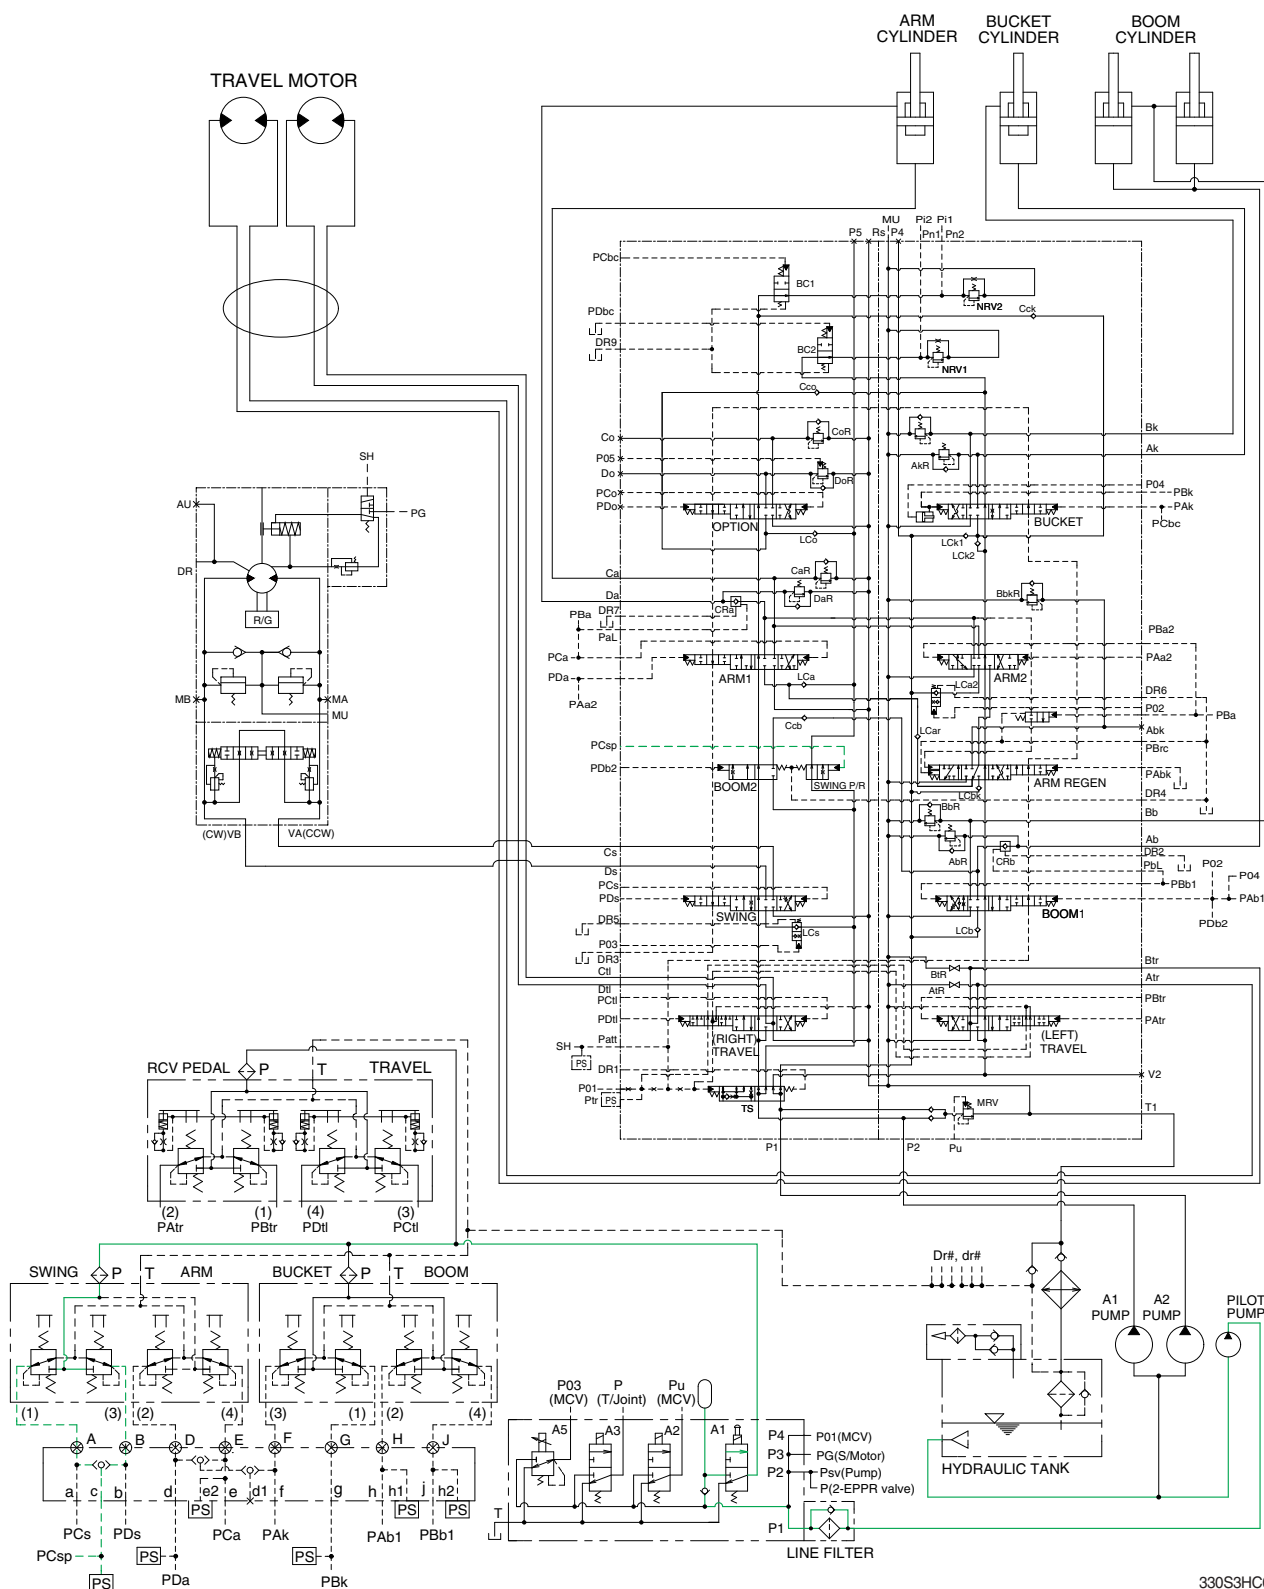 ARM
CYLINDER
BUCKET
CYLINDER
BOOM
CYLINDER
TRAVEL MOTOR
P5 Rs P4
MU
Pi2 Pi1
Pn1 Pn2
PCbc
BC1
NRV2
Cck
PDbc
DR9
BC2
NRV1
Cco
Co
CoR
Bk
P05
Ak
Do
DoR
AkR
PCo
P04
PBk
PDo
PAk
OPTION
BUCKET
PCbc
LCo
LCk1
LCk2
SH
AU
PG
DR
R/G
MB
MA
MU
(CW)VB
VA(CCW)
Ca
CaR
Da
DaR
CRa
BbkR
DR7
PBa
PaL
PBa2
PCa
PAa2
PDa
ARM1
ARM2
PAa2
LCa
LCa2
DR6
P02
PBa
Ccb
LCar
Abk
PCsp
PBrc
PDb2
PAbk
BOOM2
SWING P/R
ARM REGEN
LCbk
DR4
BbR
Bb
AbR
CRb
Ab
DR2
Cs
Ds
PbL
P02
P04
PCs
PBb1
PDs
PAb1
SWING
BOOM1
PDb2
DR5
LCs
LCb
P03
DR3
Ctl
BtR
Btr
Dtl
AtR
Atr
PCtl
PBtr
PDtl
PAtr
(RIGHT)
TRAVEL
(LEFT)
TRAVEL
SH
Patt
PS
DR1
V2
P01
Ptr
PS
TS
MRV
T1
P1
P2
Pu
RCV PEDAL
P
T
TRAVEL
(2)
(1)
(4)
(3)
PAtr
PBtr
PDtl
PCtl
SWING
P
T
ARM
BUCKET
P
T
BOOM
(1)
(3)
(2)
(4)
(3)
(1)
(2)
(4)
A
B
D
E
F
G
H
J
a
c
b
d
e2
e
d1
f
g
h
h1
j
h2
PS
PS
PS
PCs
PDs
PCa
PAk
PAb1
PBb1
PCsp
PS
PS
PDa
PBk
Dr#, dr#
A1
PUMP
A2
PUMP
PILOT
PUMP
HYDRAULIC TANK
P03
(MCV)
P
(T/Joint)
Pu
(MCV)
A5
A3
A2
A1
P4
P01(MCV)
P3
PG(S/Motor)
P2
Psv(Pump)
P(2-EPPR valve)
T
P1
LINE FILTER